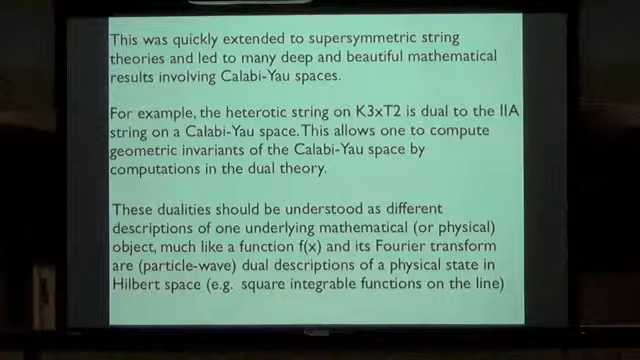 This was quickly extended to supersymmetric string
theories and led to many deep and beautiful mathematical
results involving Calabi-Yau spaces.
For example, the heterotic string on K3xT2 is dual to the IIA
string on a Calabi-Yau space. This allows one to compute
geometric invariants of the Calabi-Yau space by
computations in the dual theory.
These dualities should be understood as different
descriptions of one underlying mathematical (or physical)
object, much like a function f(x) and its Fourier transform
are (particle-wave) dual descriptions of a physical state in
Hilbert space (e.g. square integrable functions on the line)